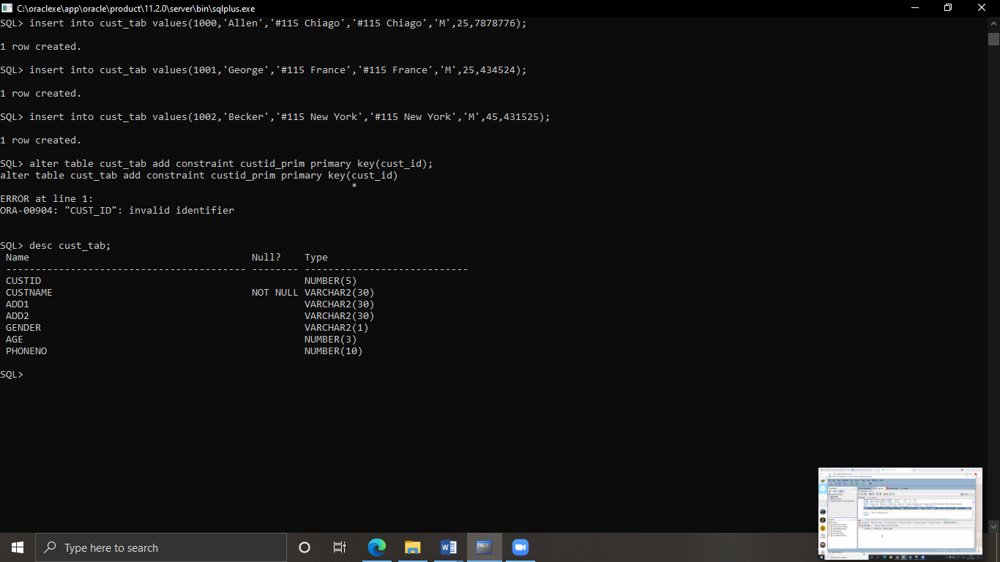 C:\oraclexe\app\oracle\product\11.2.0\server\bin\sqlplus.exe
SQL> insert into cust_tab values(1000,'Allen','#115 Chiago','#115 Chiago','M',25,7878776);
1 row created.
SQL> insert into cust_tab values(1001,'George','#115 France','#115 France','M',25,434524);
1 row created.
SQL> insert into cust_tab values(1002,'Becker','#115 New York','#115 New York','M',45,431525);
1 row created.
SQL> alter table cust_tab add constraint custid_prim primary key(cust_id);
alter table cust_tab add constraint custid_prim primary key(cust_id)
*
ERROR at line 1:
ORA-00904: "CUST_ID": invalid identifier
SQL> desc cust_tab;
Name Null? Type
----------------------------------------- -------- ----------------------------
CUSTID NUMBER(5)
CUSTNAME NOT NULL VARCHAR2(30)
ADD1 VARCHAR2(30)
ADD2 VARCHAR2(30)
GENDER VARCHAR2(1)
AGE NUMBER(3)
PHONENO NUMBER(10)
SQL>
Type here to search